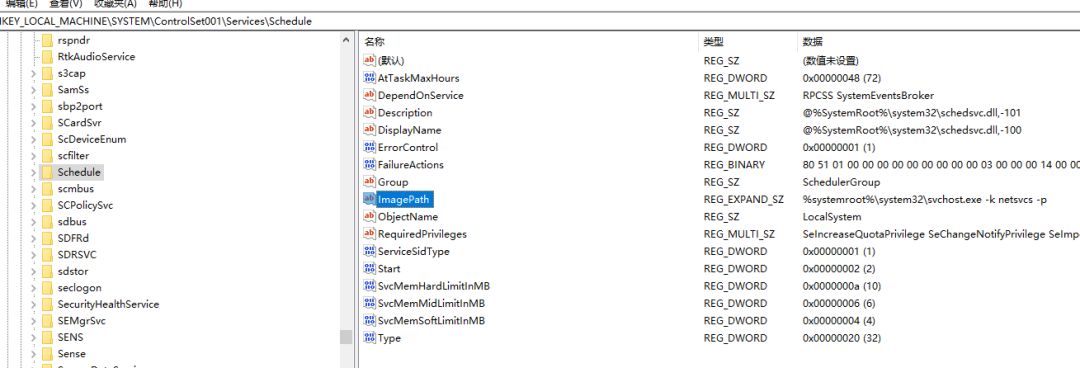 编辑(E) 查看(V) 收藏夹(A) 帮助(H)
HKEY_LOCAL_MACHINE\SYSTEM\ControlSet001\Services\Schedule
rspndr
RtkAudioService
s3cap
SamSs
sbp2port
SCardSvr
ScDeviceEnum
scfilter
Schedule
scmbus
SCPolicySvc
sdbus
SDFRd
SDRSVC
sdstor
seclogon
SecurityHealthService
SEMgrSvc
SENS
Sense
名称 类型 数据
(默认) REG_SZ (数值未设置)
AtTaskMaxHours REG_DWORD 0x00000048 (72)
DependOnService REG_MULTI_SZ RPCSS SystemEventsBroker
Description REG_SZ @%SystemRoot%\system32\schedsvc.dll,-101
DisplayName REG_SZ @%SystemRoot%\system32\schedsvc.dll,-100
ErrorControl REG_DWORD 0x00000001 (1)
FailureActions REG_BINARY 80 51 01 00 00 00 00 00 00 00 00 00 03 00 00 00 14 00 00
Group REG_SZ SchedulerGroup
ImagePath REG_EXPAND_SZ %systemroot%\system32\svchost.exe -k netsvcs -p
ObjectName REG_SZ LocalSystem
RequiredPrivileges REG_MULTI_SZ SeIncreaseQuotaPrivilege SeChangeNotifyPrivilege SeImp
ServiceSidType REG_DWORD 0x00000001 (1)
Start REG_DWORD 0x00000002 (2)
SvcMemHardLimitInMB REG_DWORD 0x0000000a (10)
SvcMemMidLimitInMB REG_DWORD 0x00000006 (6)
SvcMemSoftLimitInMB REG_DWORD 0x00000004 (4)
Type REG_DWORD 0x00000020 (32)